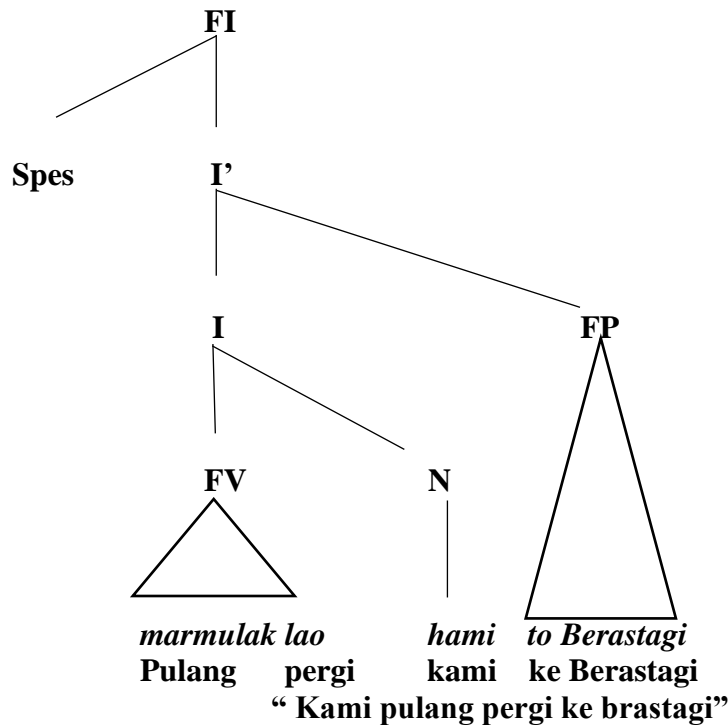 FI
Spes I’
I FP
FV N
marmulak lao hami to Berastagi
Pulang pergi kami ke Berastagi
“ Kami pulang pergi ke brastagi”